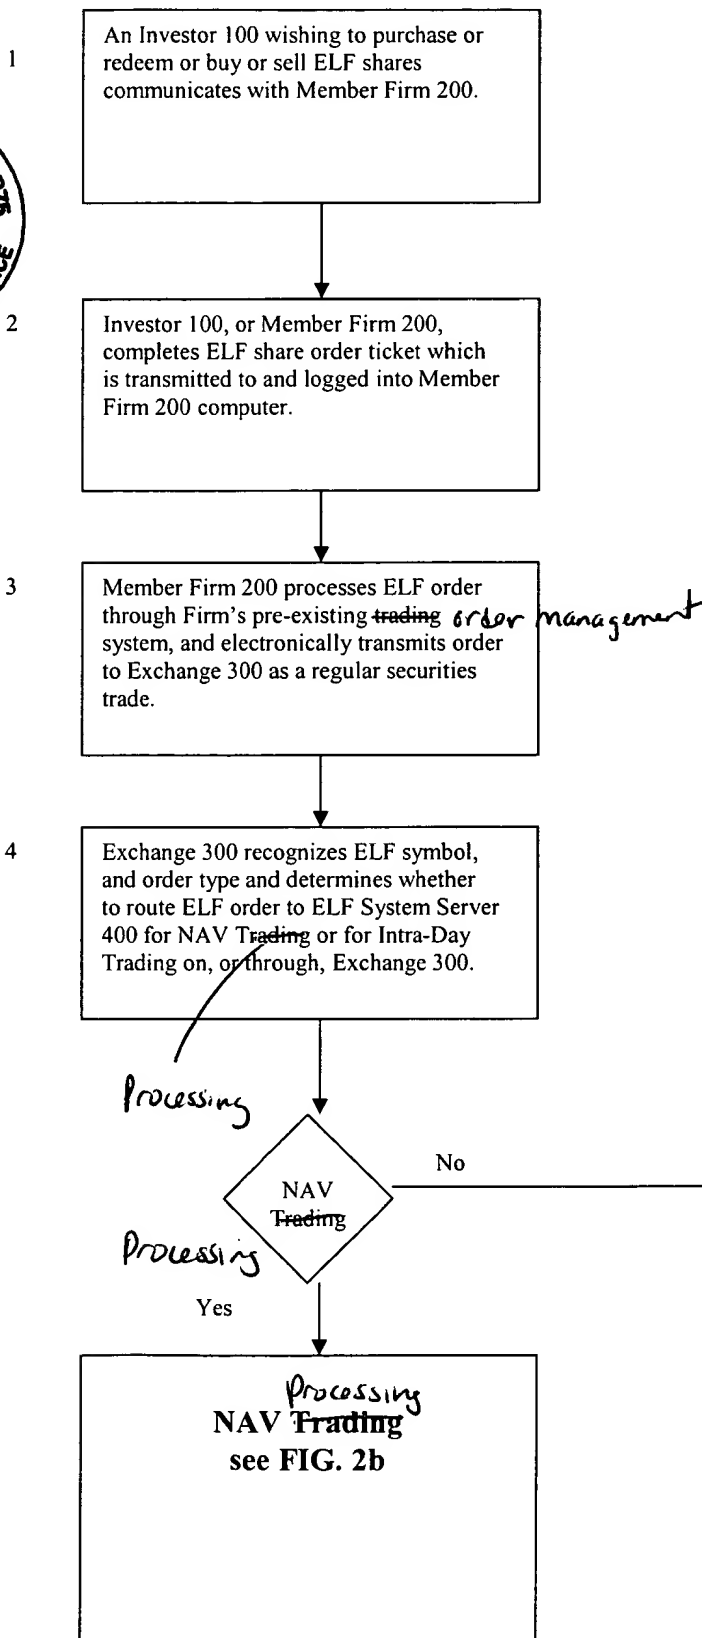 1
An Investor 100 wishing to purchase or
redeem or buy or sell ELF shares
communicates with Member Firm 200.
2
Investor 100, or Member Firm 200,
completes ELF share order ticket which
is transmitted to and logged into Member
Firm 200 computer.
3
Member Firm 200 processes ELF order
through Firm's pre-existing trading order management
system, and electronically transmits order
to Exchange 300 as a regular securities
trade.
4
Exchange 300 recognizes ELF symbol,
and order type and determines whether
to route ELF order to ELF System Server
400 for NAV Trading or for Intra-Day
Trading on, or through, Exchange 300.
Processing
No
NAV
Trading
Processing
Yes
Processing
NAV Trading
see FIG. 2b